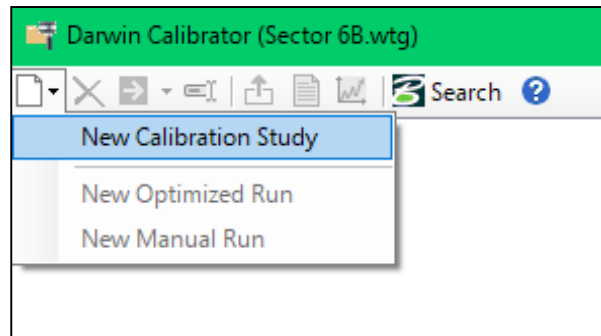 Darwin Calibrator (Sector 6B.wtg)
Search
New Calibration Study
New Optimized Run
New Manual Run